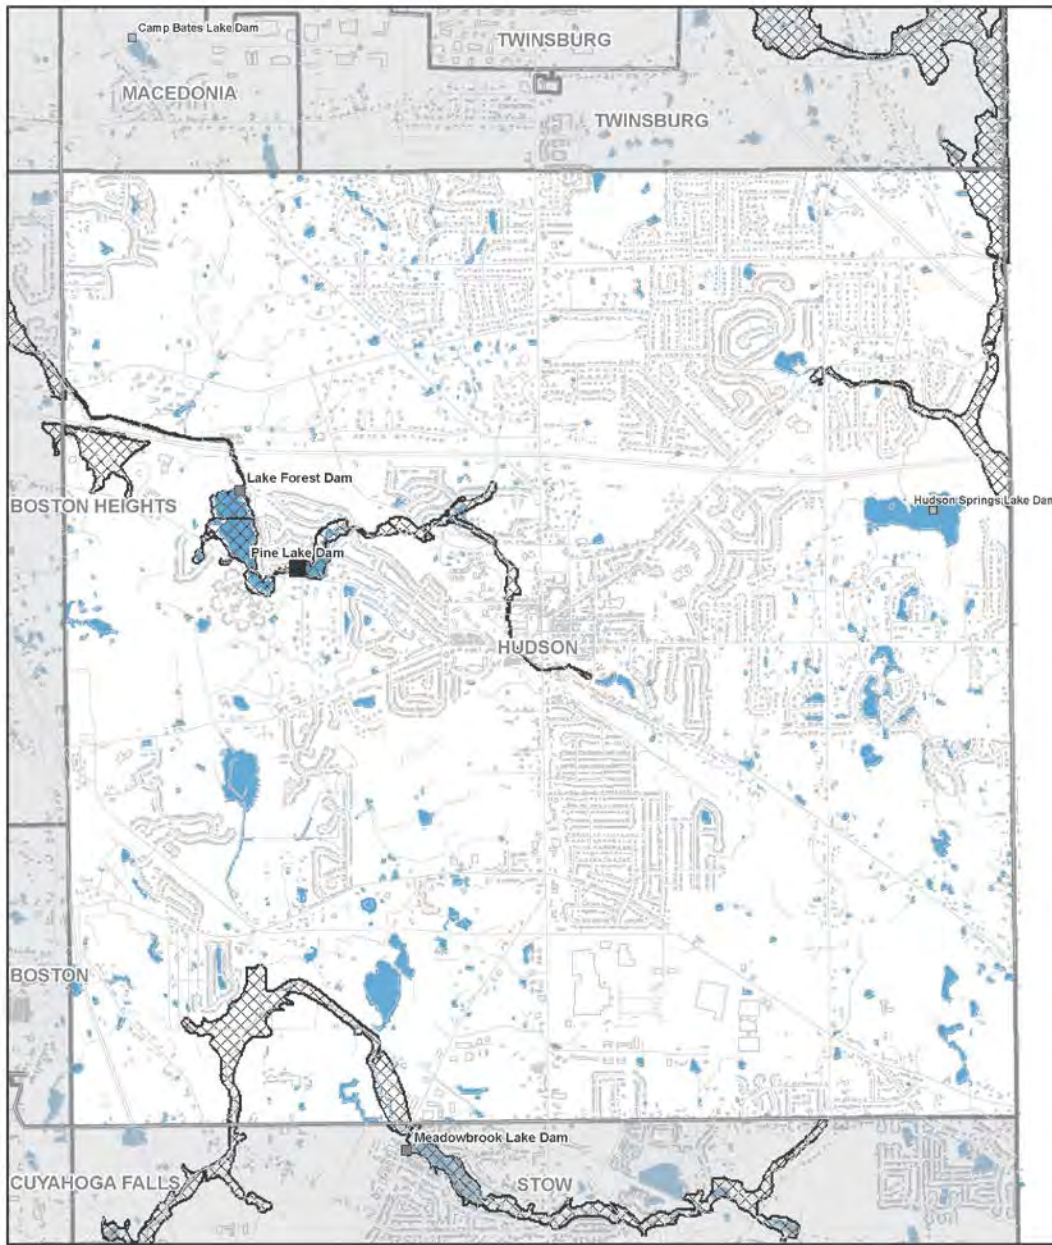 Camp Bates Lake Dam
TWINSBURG
MACEDONIA
TWINSBURG
Lake Forest Dam
BOSTON HEIGHTS
Hudson Springs Lake Dam
Pine Lake Dam
HUDSON
BOSTON
Meadowbrook Lake Dam
CUYAHOGA FALLS
STOW